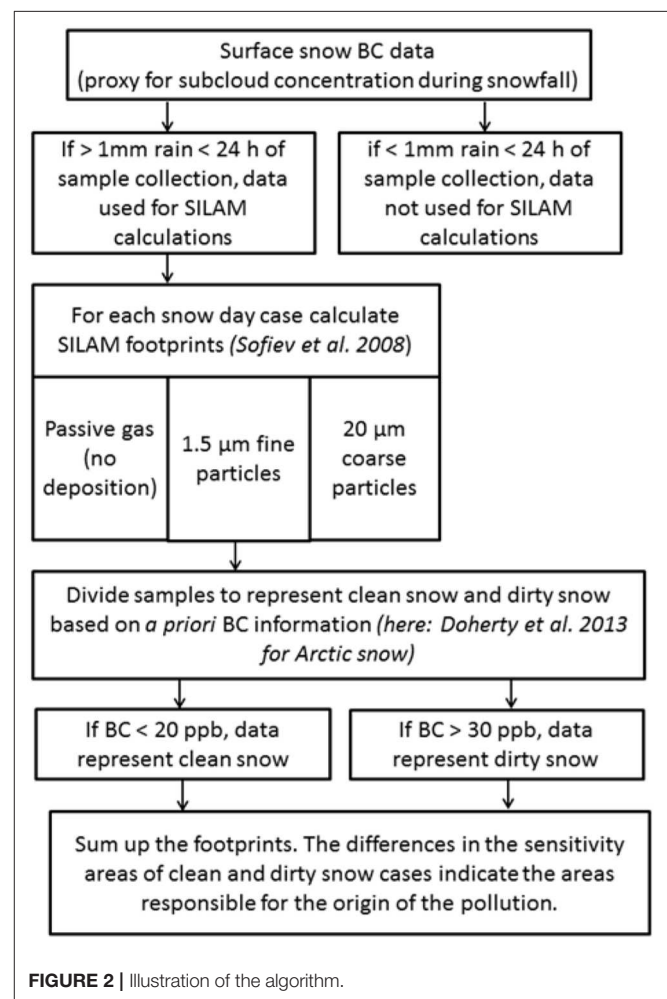 Surface snow BC data
(proxy for subcloud concentration during snowfall)
If > 1mm rain < 24 h of
sample collection, data
used for SILAM
calculations
if < 1mm rain < 24 h of
sample collection, data
not used for SILAM
calculations
For each snow day case calculate
SILAM footprints (Sofiev et al. 2008)
Passive gas
(no
deposition)
1.5 µm fine
particles
20 µm
coarse
particles
Divide samples to represent clean snow and dirty snow
based on a priori BC information (here: Doherty et al. 2013
for Arctic snow)
If BC < 20 ppb, data
represent clean snow
If BC > 30 ppb, data
represent dirty snow
Sum up the footprints. The differences in the sensitivity
areas of clean and dirty snow cases indicate the areas
responsible for the origin of the pollution.
FIGURE 2 | Illustration of the algorithm.